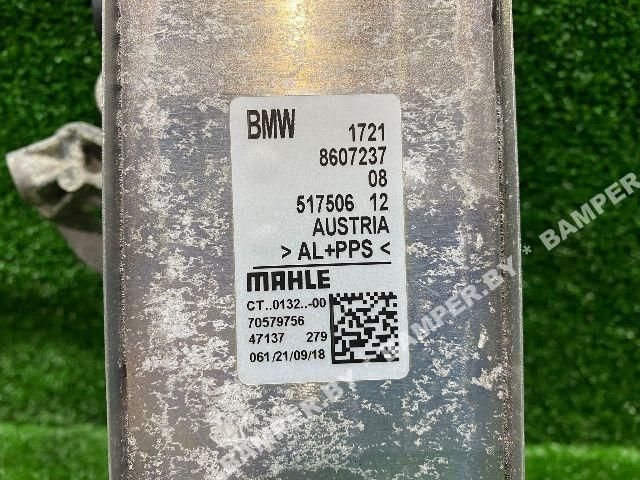 BMW 1721
8607237
08
517506 12
AUSTRIA
>AL+PPS<
MAHLE
CT..0132..-00
70579756
47137 279
061/21/09/18
BAMPER.BY * BAMPER.BY * BAMPER